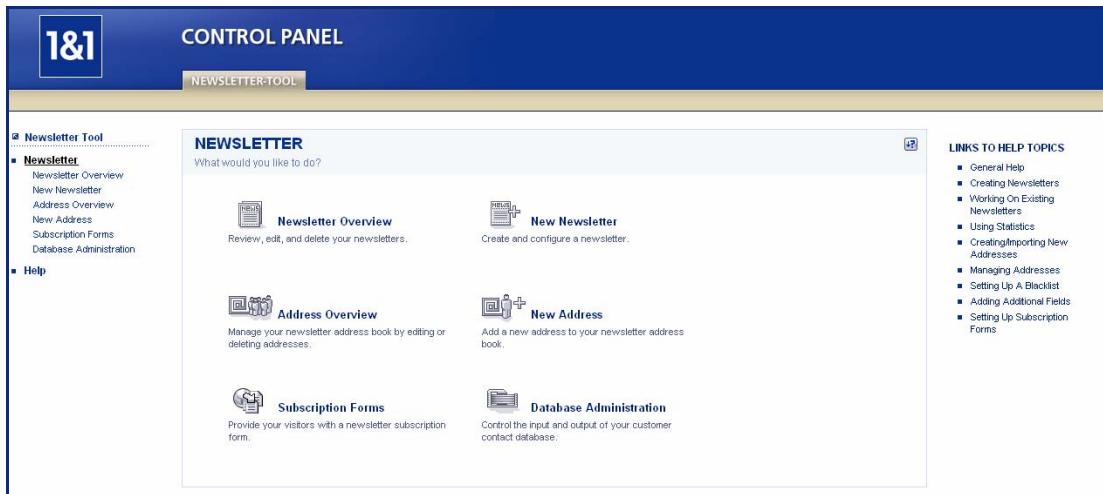 1&1
CONTROL PANEL
NEWSLETTER-TOOL
Newsletter Tool
Newsletter
Newsletter Overview
New Newsletter
Address Overview
New Address
Subscription Forms
Database Administration
Help
NEWSLETTER
What would you like to do?
NEWS
Newsletter Overview
Review, edit, and delete your newsletters.
NEWS
New Newsletter
Create and configure a newsletter.
@
Address Overview
Manage your newsletter address book by editing or
deleting addresses.
@
New Address
Add a new address to your newsletter address
book.
Subscription Forms
Provide your visitors with a newsletter subscription
form.
Database Administration
Control the input and output of your customer
contact database.
LINKS TO HELP TOPICS
General Help
Creating Newsletters
Working On Existing
Newsletters
Using Statistics
Creating/Importing New
Addresses
Managing Addresses
Setting Up A Blacklist
Adding Additional Fields
Setting Up Subscription
Forms